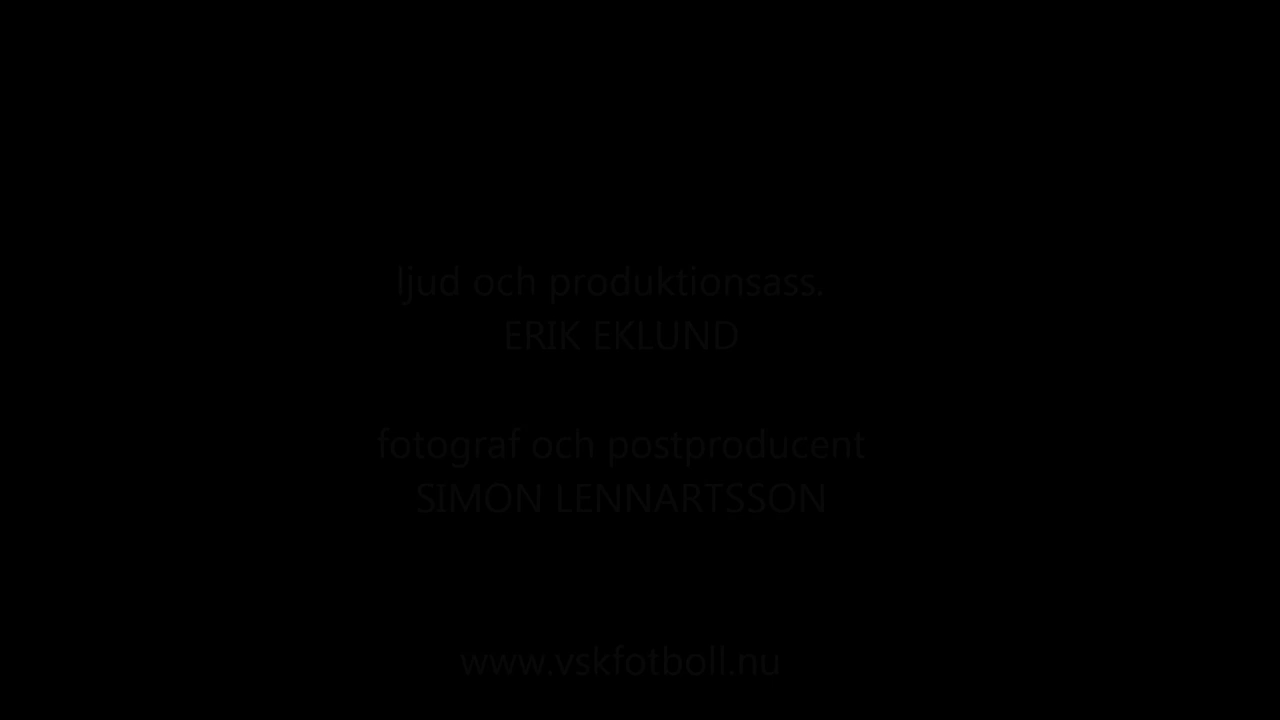 ljud och produktionsass.
ERIK EKLUND
fotograf och postproducent
SIMON LENNARTSSON
www.vskfotboll.nu